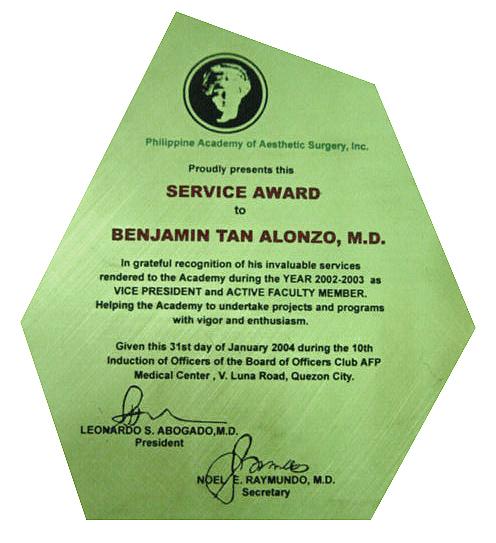 Philippine Academy of Aesthetic Surgery, Inc.
Proudly presents this
SERVICE AWARD
to
BENJAMIN TAN ALONZO, M.D.
In grateful recognition of his invaluable services
rendered to the Academy during the YEAR 2002-2003 as
VICE PRESIDENT and ACTIVE FACULTY MEMBER.
Helping the Academy to undertake projects and programs
with vigor and enthusiasm.
Given this 31st day of January 2004 during the 10th
Induction of Officers of the Board of Officers Club AFP
Medical Center , V. Luna Road, Quezon City.
LEONARDO S. ABOGADO,M.D.
President
NOEL E. RAYMUNDO, M.D.
Secretary